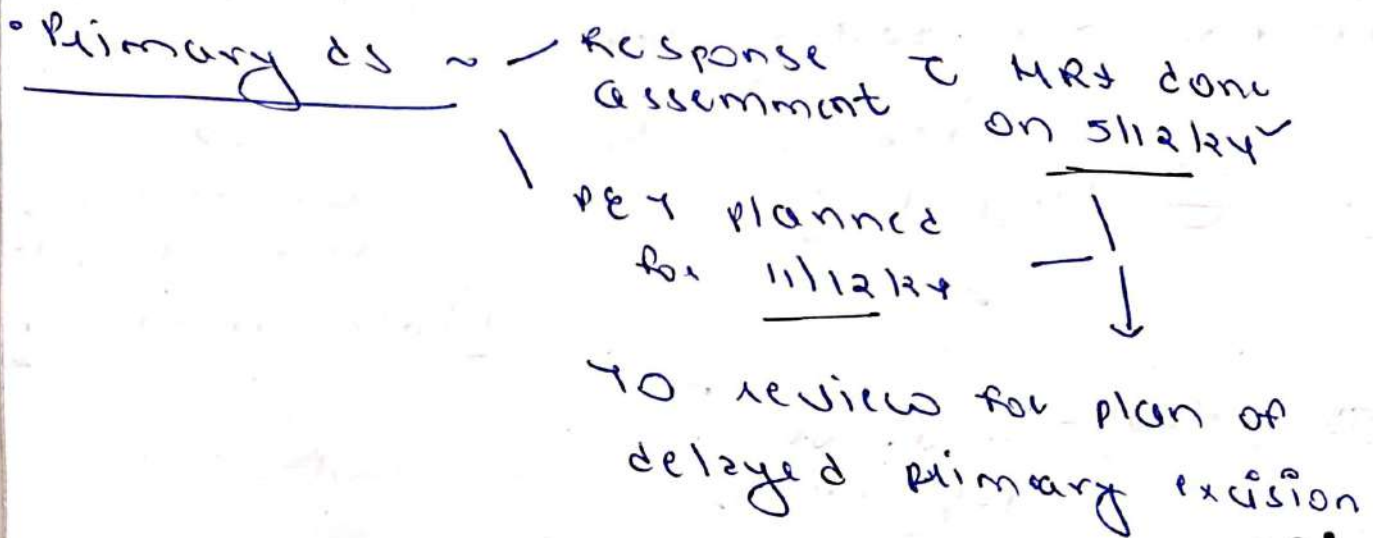 • Primary ds ~ – Response c̄ MRI done
assessment on 5/12/24 ✓
PET planned
for 11/12/24
To review for plan of
delayed primary excision